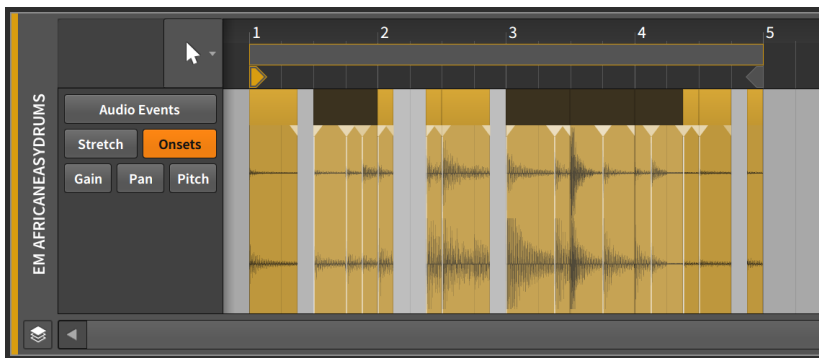 1 2 3 4 5
EM AFRICANEASYDRUMS
Audio Events
Stretch Onsets
Gain Pan Pitch